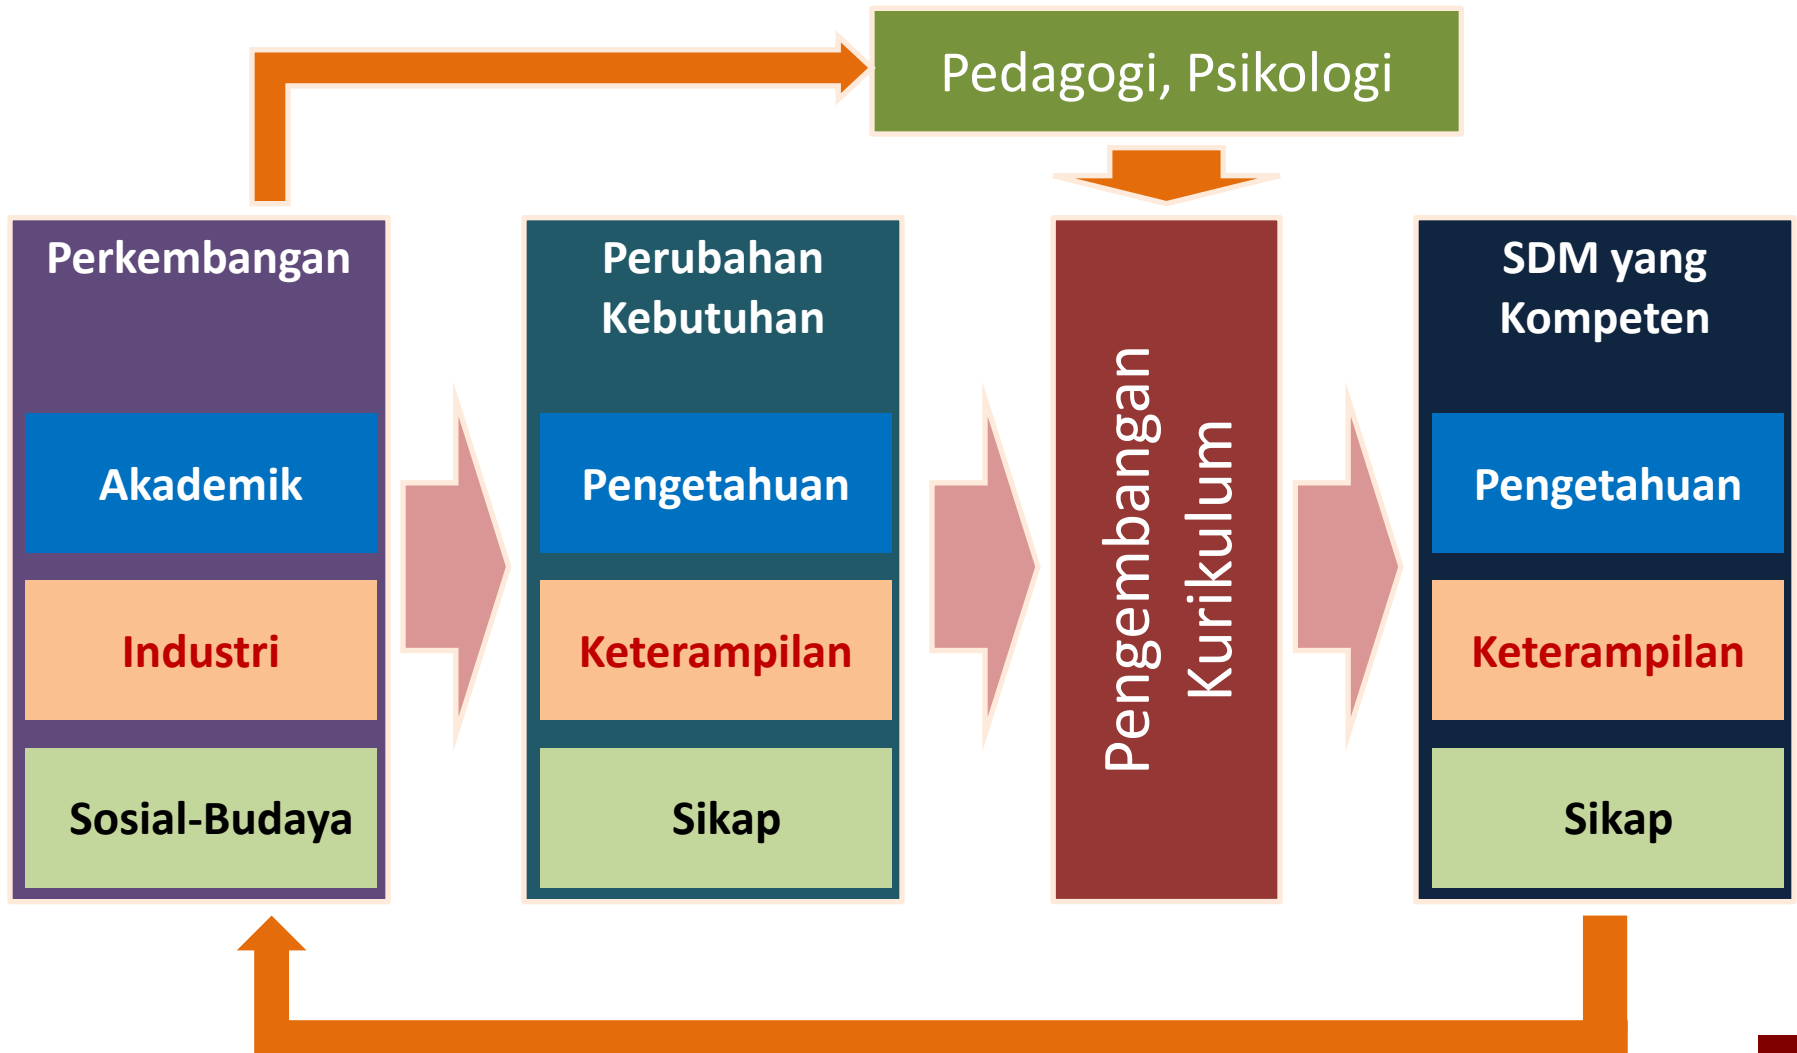 Pedagogi, Psikologi
Perkembangan
Akademik
Industri
Sosial-Budaya
Perubahan
Kebutuhan
Pengetahuan
Keterampilan
Sikap
Pengembangan
Kurikulum
SDM yang
Kompeten
Pengetahuan
Keterampilan
Sikap